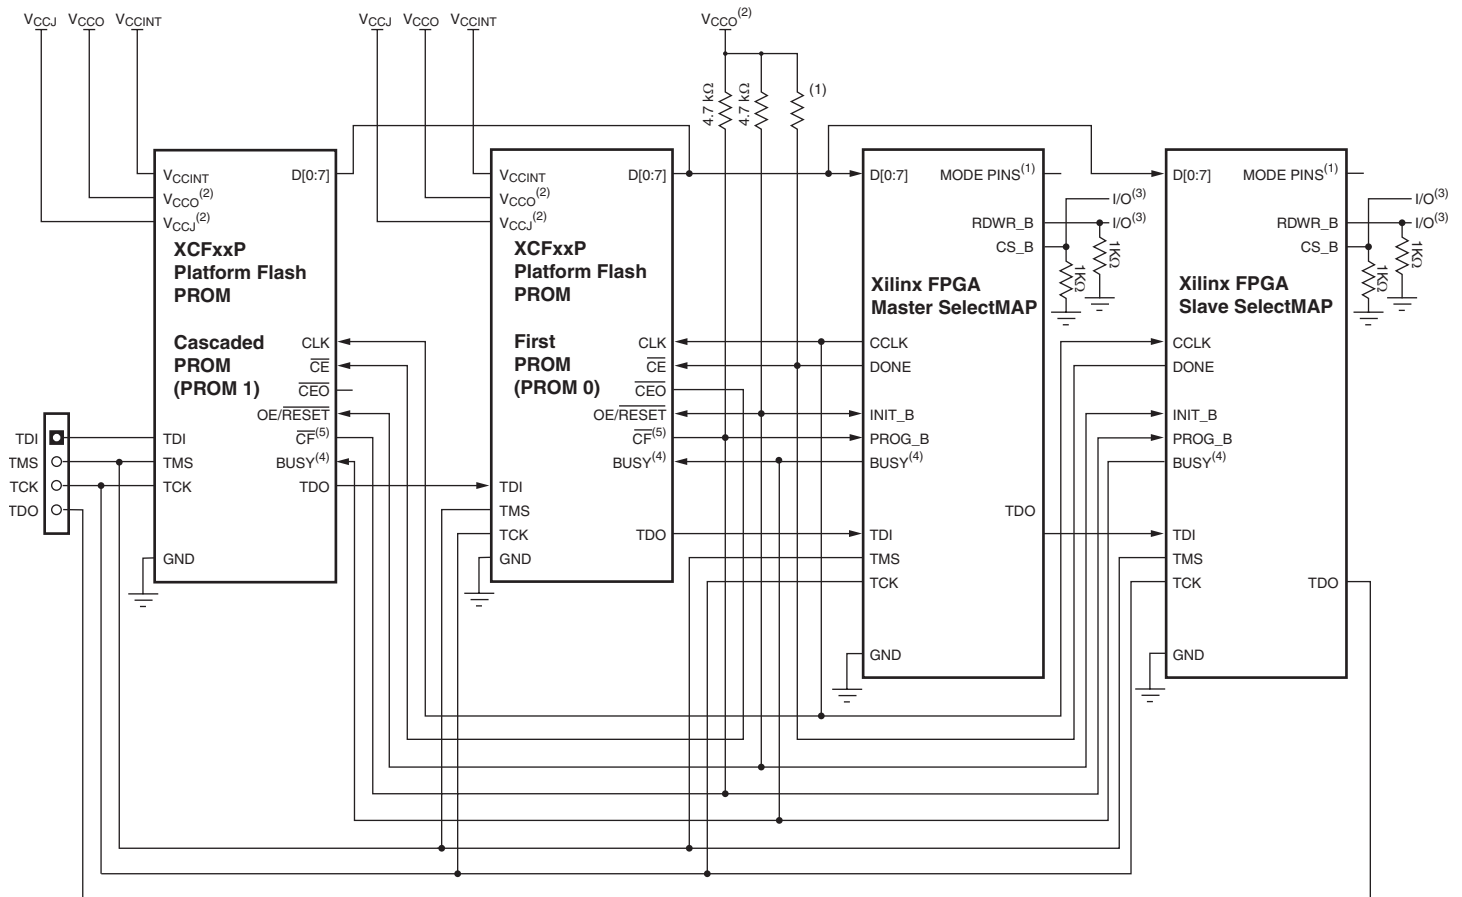 VCCJ VCCO VCCINT
VCCJ VCCO VCCINT
VCCO(2)
4.7 kΩ
4.7 kΩ
(1)
VCCINT
VCCO(2)
VCCJ(2)
D[0:7]
XCFxxP
Platform Flash
PROM
Cascaded
PROM
(PROM 1)
CLK
CE
CEO
OE/RESET
CF(5)
BUSY(4)
TDO
TDI
TMS
TCK
GND
TDI
TMS
TCK
TDO
VCCINT
VCCO(2)
VCCJ(2)
D[0:7]
XCFxxP
Platform Flash
PROM
First
PROM
(PROM 0)
CLK
CE
CEO
OE/RESET
CF(5)
BUSY(4)
TDI
TMS
TCK
TDO
GND
D[0:7]
MODE PINS(1)
RDWR_B
CS_B
I/O(3)
I/O(3)
1KΩ
1KΩ
Xilinx FPGA
Master SelectMAP
CCLK
DONE
INIT_B
PROG_B
BUSY(4)
TDO
TDI
TMS
TCK
GND
D[0:7]
MODE PINS(1)
RDWR_B
CS_B
I/O(3)
I/O(3)
1KΩ
1KΩ
Xilinx FPGA
Slave SelectMAP
CCLK
DONE
INIT_B
PROG_B
BUSY(4)
TDI
TMS
TCK
TDO
GND